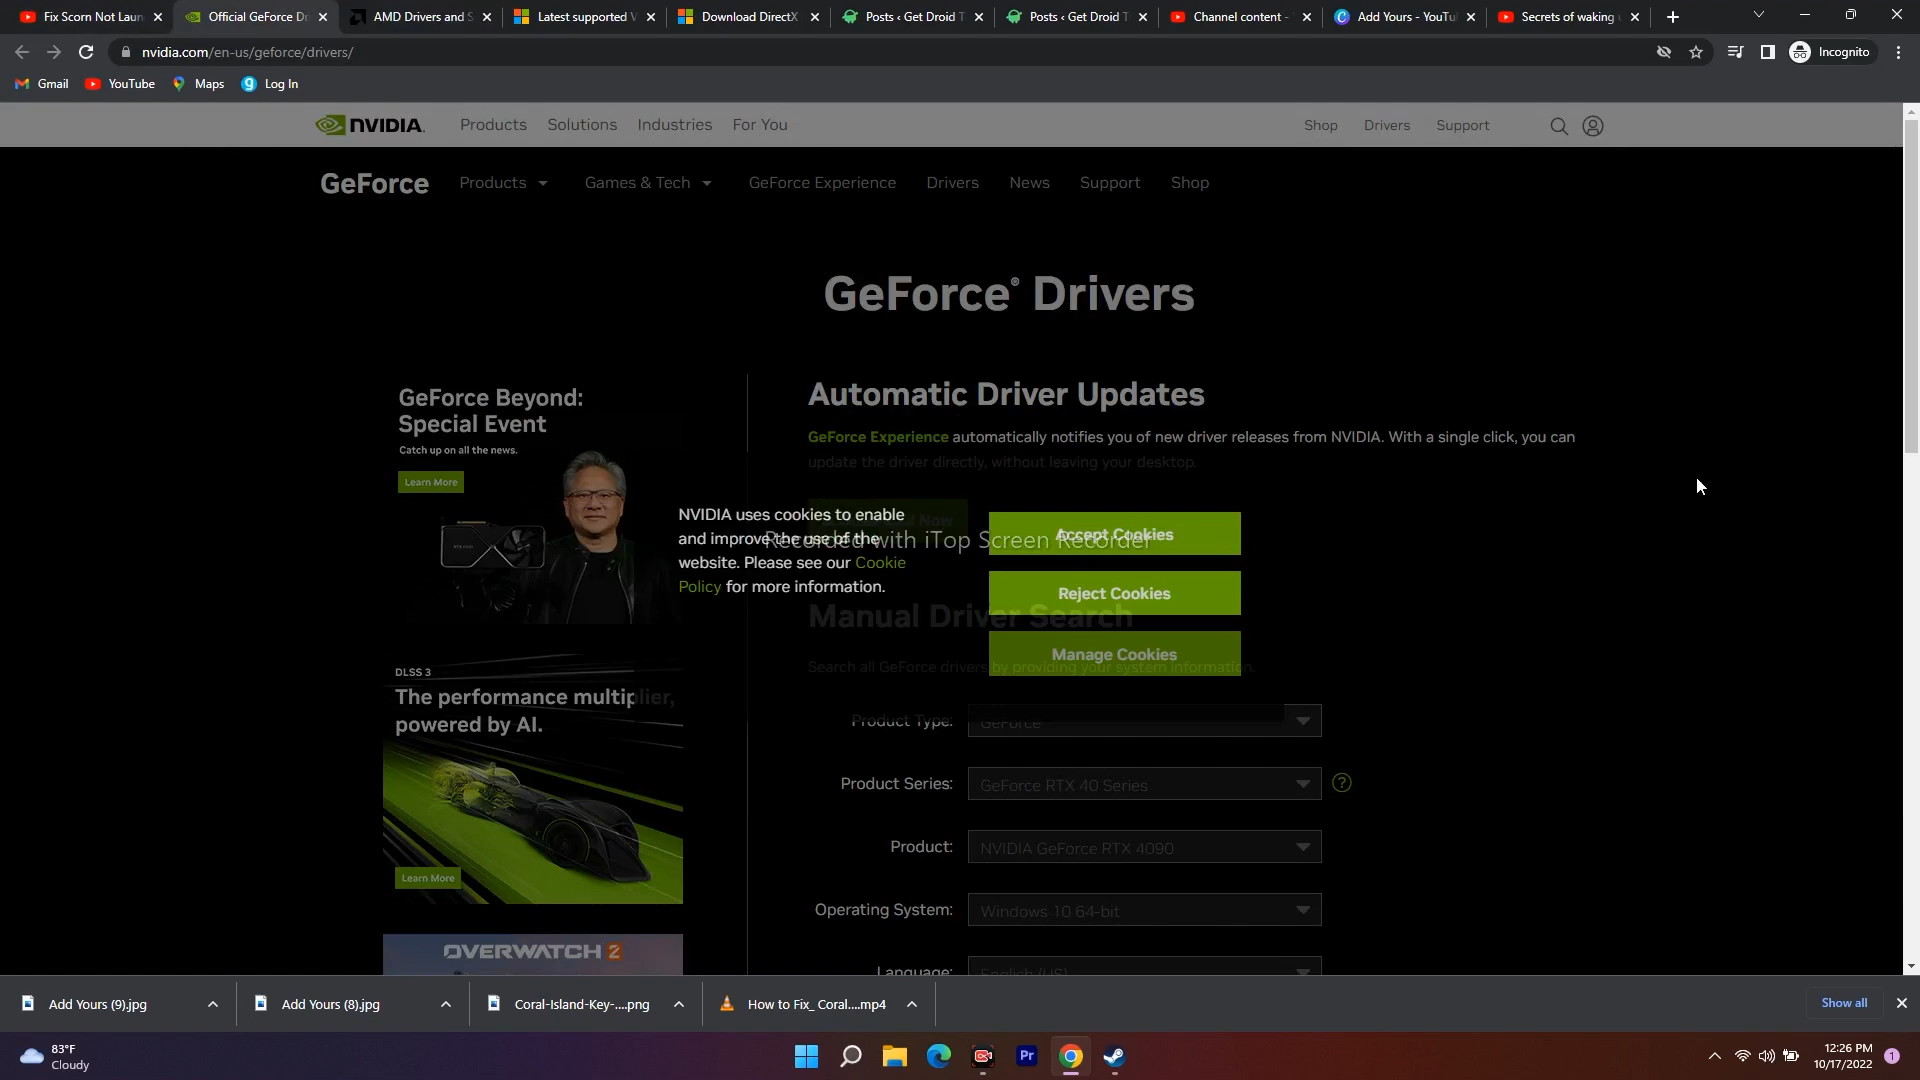 Fix Scorn Not Laun
Official GeForce Dr
AMD Drivers and S
Latest supported V
Download DirectX
Posts ‹ Get Droid T
Posts ‹ Get Droid T
Channel content -
Add Yours - YouTu
Secrets of waking
nvidia.com/en-us/geforce/drivers/
Incognito
Gmail
YouTube
Maps
Log In
NVIDIA.
Products
Solutions
Industries
For You
Shop
Drivers
Support
GeForce
Products
Games & Tech
GeForce Experience
Drivers
News
Support
Shop
GeForce® Drivers
GeForce Beyond:
Special Event
Catch up on all the news.
Learn More
Automatic Driver Updates
GeForce Experience automatically notifies you of new driver releases from NVIDIA. With a single click, you can
update the driver directly, without leaving your desktop.
NVIDIA uses cookies to enable
and improve the use of the
website. Please see our Cookie
Policy for more information.
Accept Cookies
Reject Cookies
Manage Cookies
Recorded with iTop Screen Recorder
Manual Driver Search
Search all GeForce drivers by providing your system information.
DLSS 3
The performance multiplier,
powered by AI.
Learn More
Product Type:
GeForce
Product Series:
GeForce RTX 40 Series
?
Product:
NVIDIA GeForce RTX 4090
Operating System:
Windows 10 64-bit
Language:
English (US)
OVERWATCH 2
Add Yours (9).jpg
Add Yours (8).jpg
Coral-Island-Key-....png
How to Fix_ Coral....mp4
Show all
83°F
Cloudy
Pr
12:26 PM
10/17/2022
1